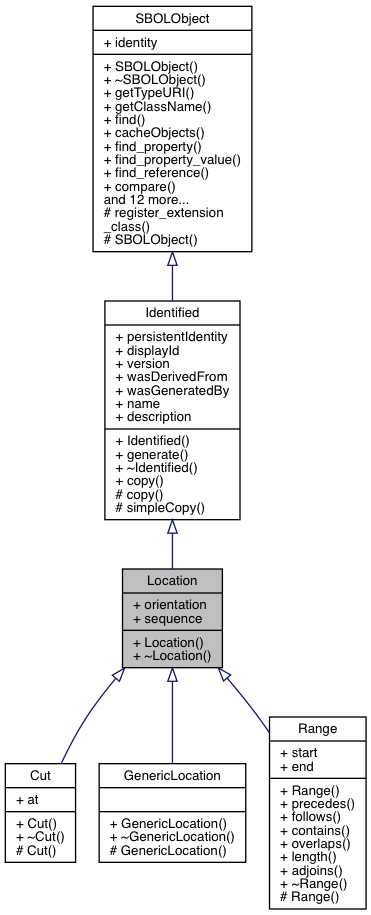 SBOLObject
+ identity
+ SBOLObject()
+ ~SBOLObject()
+ getTypeURI()
+ getClassName()
+ find()
+ cacheObjects()
+ find_property()
+ find_property_value()
+ find_reference()
+ compare()
and 12 more...
# register_extension
_class()
# SBOLObject()
Identified
+ persistentIdentity
+ displayId
+ version
+ wasDerivedFrom
+ wasGeneratedBy
+ name
+ description
+ Identified()
+ generate()
+ ~Identified()
+ copy()
# copy()
# simpleCopy()
Location
+ orientation
+ sequence
+ Location()
+ ~Location()
Cut
+ at
+ Cut()
+ ~Cut()
# Cut()
GenericLocation
+ GenericLocation()
+ ~GenericLocation()
# GenericLocation()
Range
+ start
+ end
+ Range()
+ precedes()
+ follows()
+ contains()
+ overlaps()
+ length()
+ adjoins()
+ ~Range()
# Range()